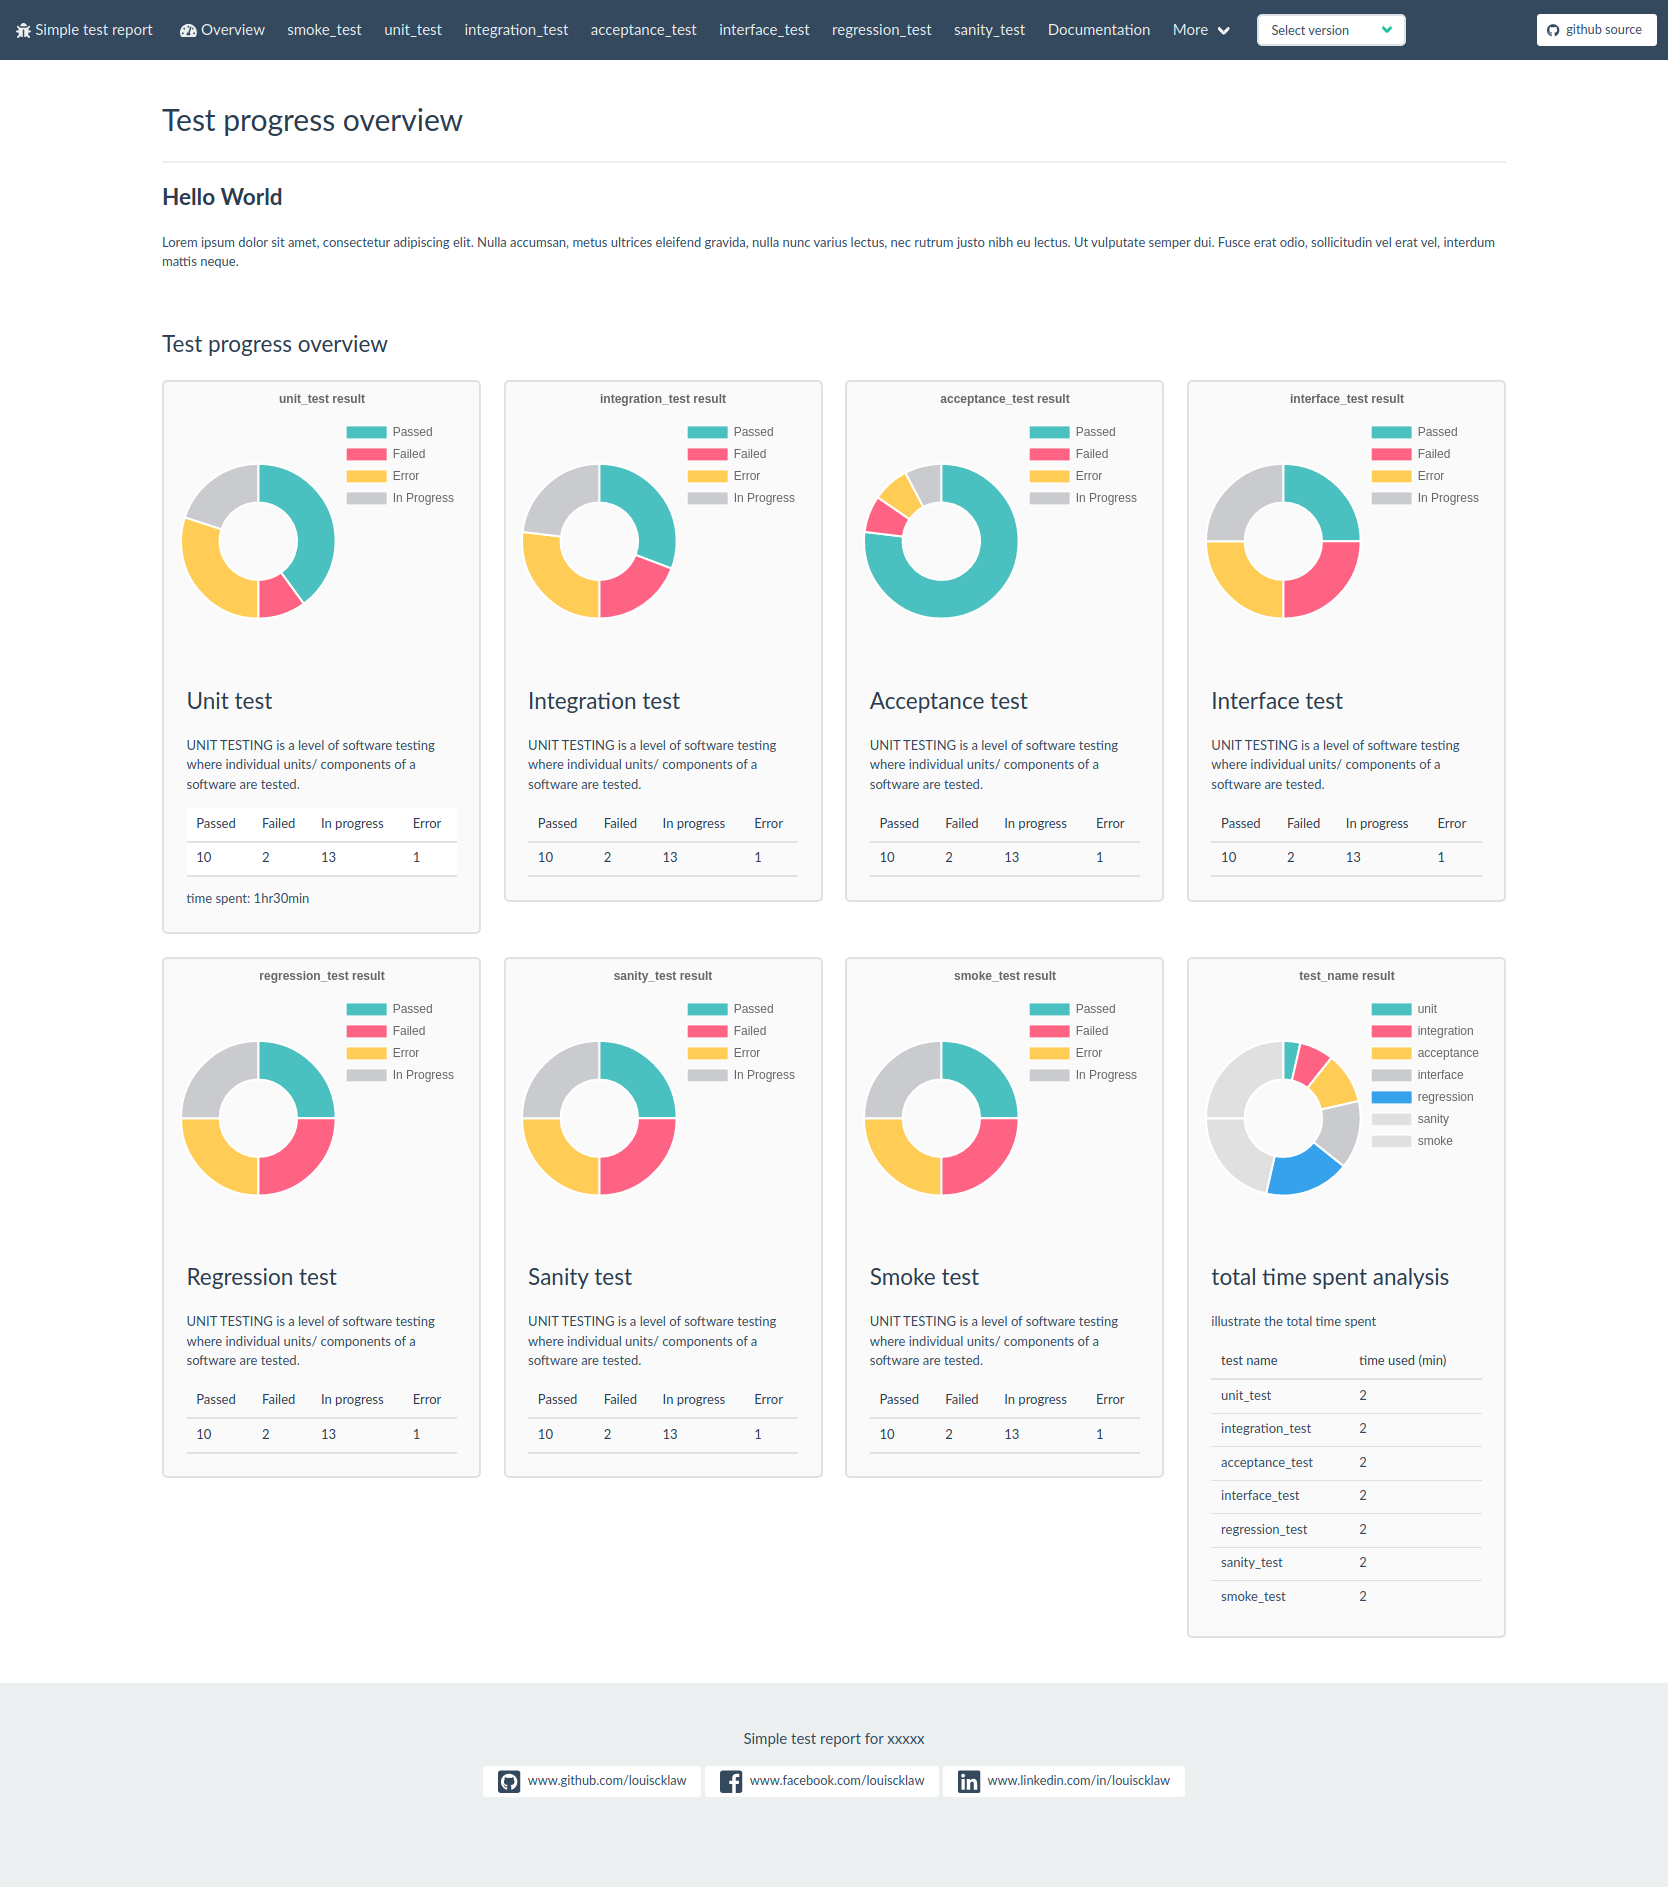 Simple test report Overview smoke_test unit_test integration_test acceptance_test interface_test regression_test sanity_test Documentation More Select version github source
Test progress overview
Hello World
Lorem ipsum dolor sit amet, consectetur adipiscing elit. Nulla accumsan, metus ultrices eleifend gravida, nulla nunc varius lectus, nec rutrum justo nibh eu lectus. Ut vulputate semper dui. Fusce erat odio, sollicitudin vel erat vel, interdum
mattis neque.
Test progress overview
unit_test result
Passed
Failed
Error
In Progress
Unit test
UNIT TESTING is a level of software testing
where individual units/ components of a
software are tested.
Passed Failed In progress Error
10 2 13 1
time spent: 1hr30min
integration_test result
Passed
Failed
Error
In Progress
Integration test
UNIT TESTING is a level of software testing
where individual units/ components of a
software are tested.
Passed Failed In progress Error
10 2 13 1
acceptance_test result
Passed
Failed
Error
In Progress
Acceptance test
UNIT TESTING is a level of software testing
where individual units/ components of a
software are tested.
Passed Failed In progress Error
10 2 13 1
interface_test result
Passed
Failed
Error
In Progress
Interface test
UNIT TESTING is a level of software testing
where individual units/ components of a
software are tested.
Passed Failed In progress Error
10 2 13 1
regression_test result
Passed
Failed
Error
In Progress
Regression test
UNIT TESTING is a level of software testing
where individual units/ components of a
software are tested.
Passed Failed In progress Error
10 2 13 1
sanity_test result
Passed
Failed
Error
In Progress
Sanity test
UNIT TESTING is a level of software testing
where individual units/ components of a
software are tested.
Passed Failed In progress Error
10 2 13 1
smoke_test result
Passed
Failed
Error
In Progress
Smoke test
UNIT TESTING is a level of software testing
where individual units/ components of a
software are tested.
Passed Failed In progress Error
10 2 13 1
test_name result
unit
integration
acceptance
interface
regression
sanity
smoke
total time spent analysis
illustrate the total time spent
test name time used (min)
unit_test 2
integration_test 2
acceptance_test 2
interface_test 2
regression_test 2
sanity_test 2
smoke_test 2
Simple test report for xxxxx
www.github.com/louiscklaw www.facebook.com/louiscklaw www.linkedin.com/in/louiscklaw